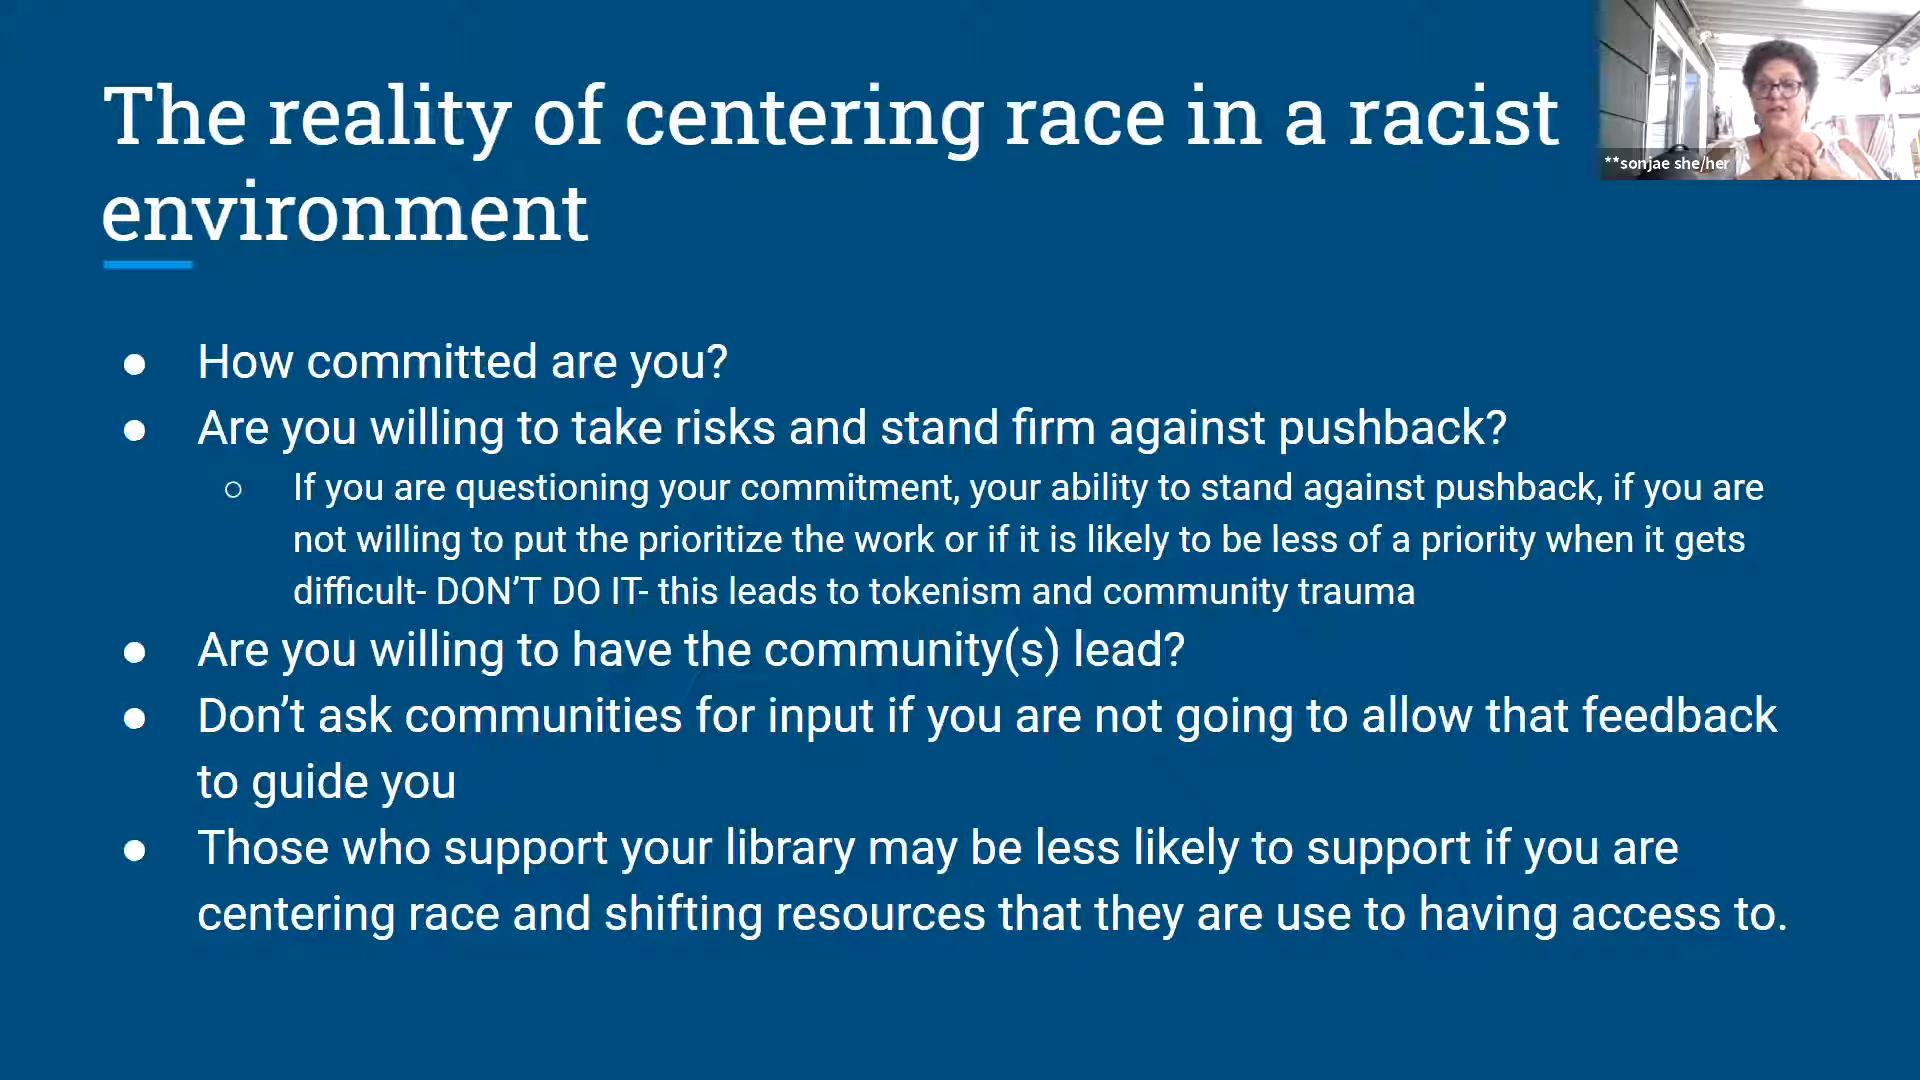 The reality of centering race in a racist
environment
**sonjae she/her
● How committed are you?
● Are you willing to take risks and stand firm against pushback?
○ If you are questioning your commitment, your ability to stand against pushback, if you are
not willing to put the prioritize the work or if it is likely to be less of a priority when it gets
difficult- DON’T DO IT- this leads to tokenism and community trauma
● Are you willing to have the community(s) lead?
● Don’t ask communities for input if you are not going to allow that feedback
to guide you
● Those who support your library may be less likely to support if you are
centering race and shifting resources that they are use to having access to.